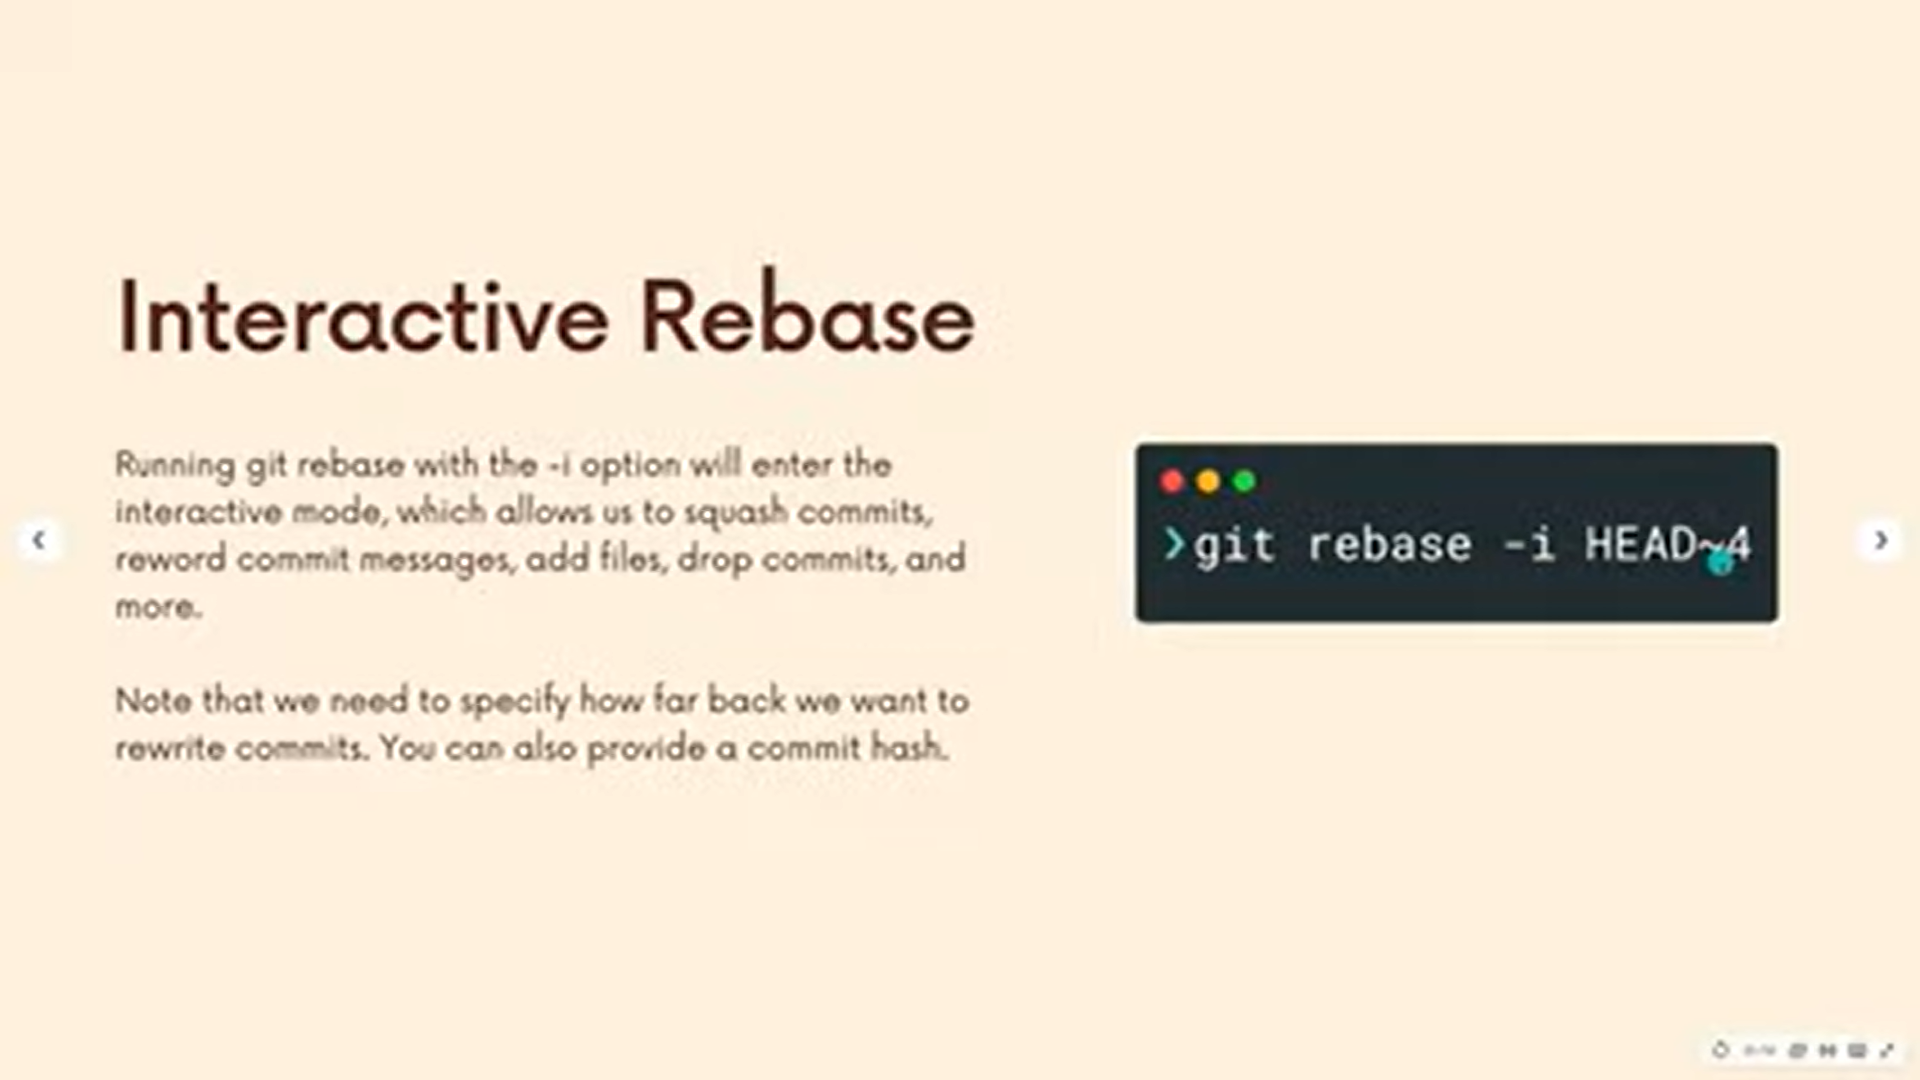 Interactive Rebase
Running git rebase with the -i option will enter the
interactive mode, which allows us to squash commits,
reword commit messages, add files, drop commits, and
more.
Note that we need to specify how far back we want to
rewrite commits. You can also provide a commit hash.
❯git rebase -i HEAD~4